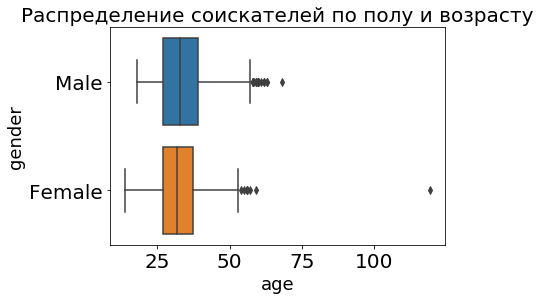 Распределение соискателей по полу и возрасту
gender
Male
Female
25 50 75 100
age